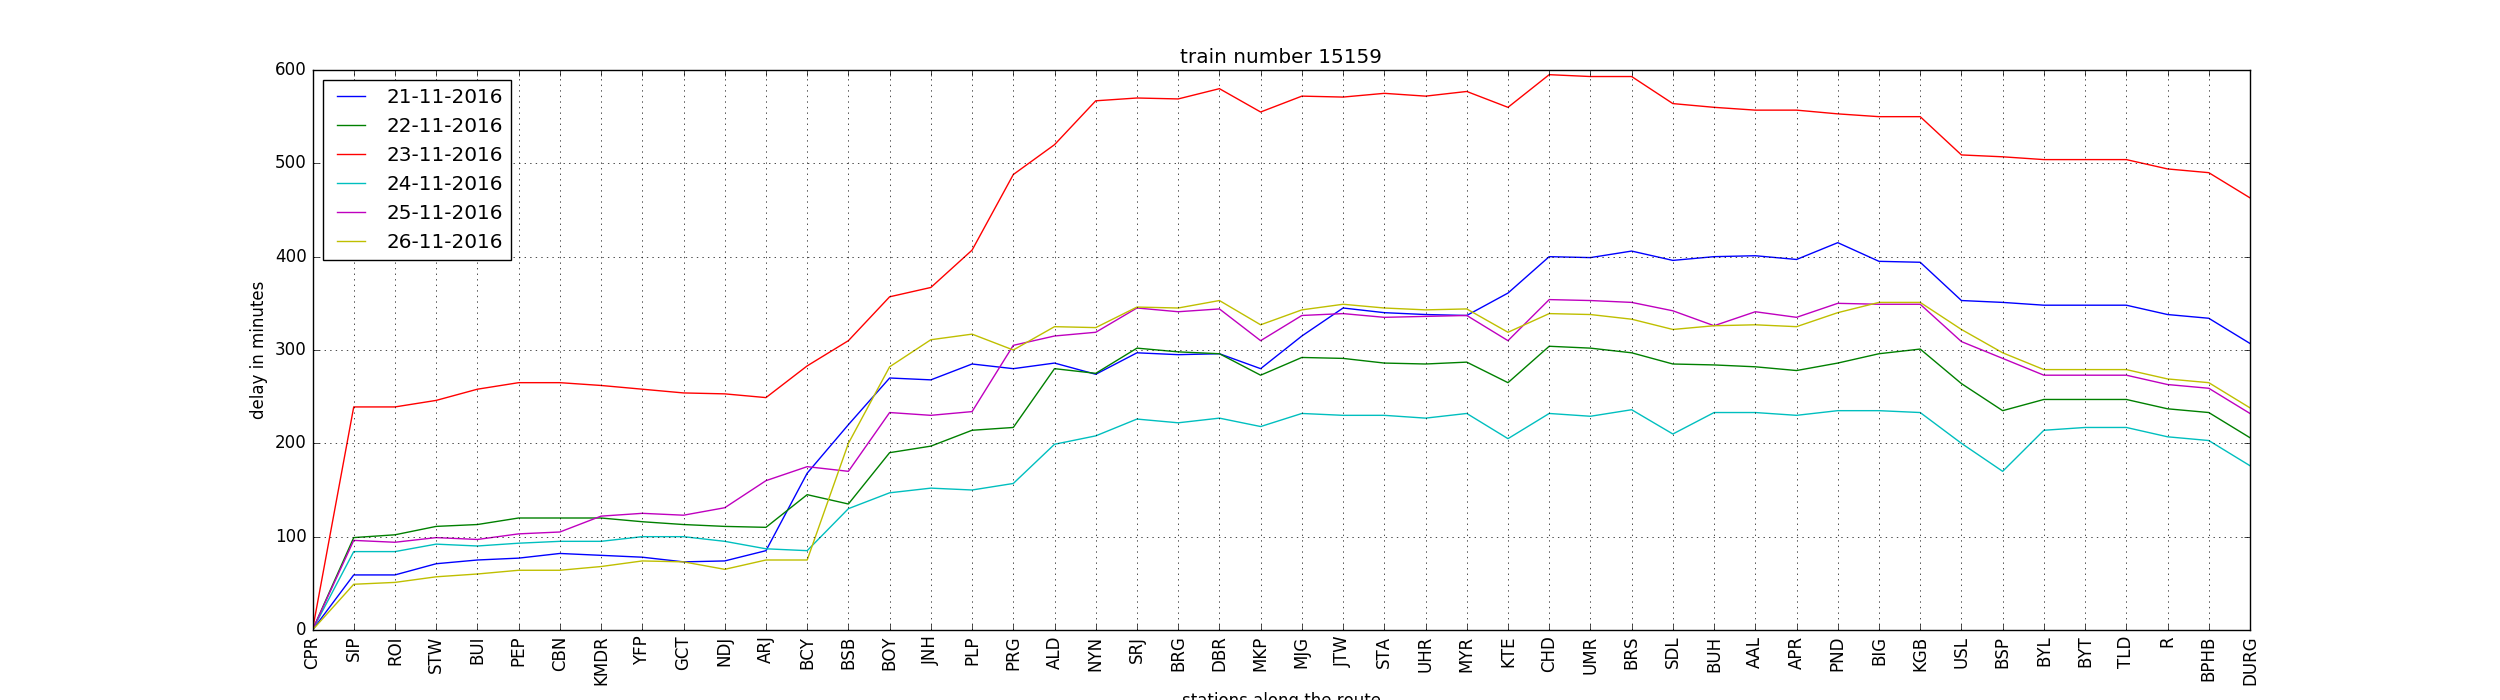 train number 15159
600
500
400
300
200
100
0
delay in minutes
21-11-2016
22-11-2016
23-11-2016
24-11-2016
25-11-2016
26-11-2016
CPR
SIP
ROI
STW
BUI
PEP
CBN
KMDR
YFP
GCT
NDJ
ARJ
BCY
BSB
BOY
JNH
PLP
PRG
ALD
NYN
SRJ
BRG
DBR
MKP
MJG
JTW
STA
UHR
MYR
KTE
CHD
UMR
BRS
SDL
BUH
AAL
APR
PND
BIG
KGB
USL
BSP
BYL
BYT
TLD
R
BPHB
DURG
stations along the route